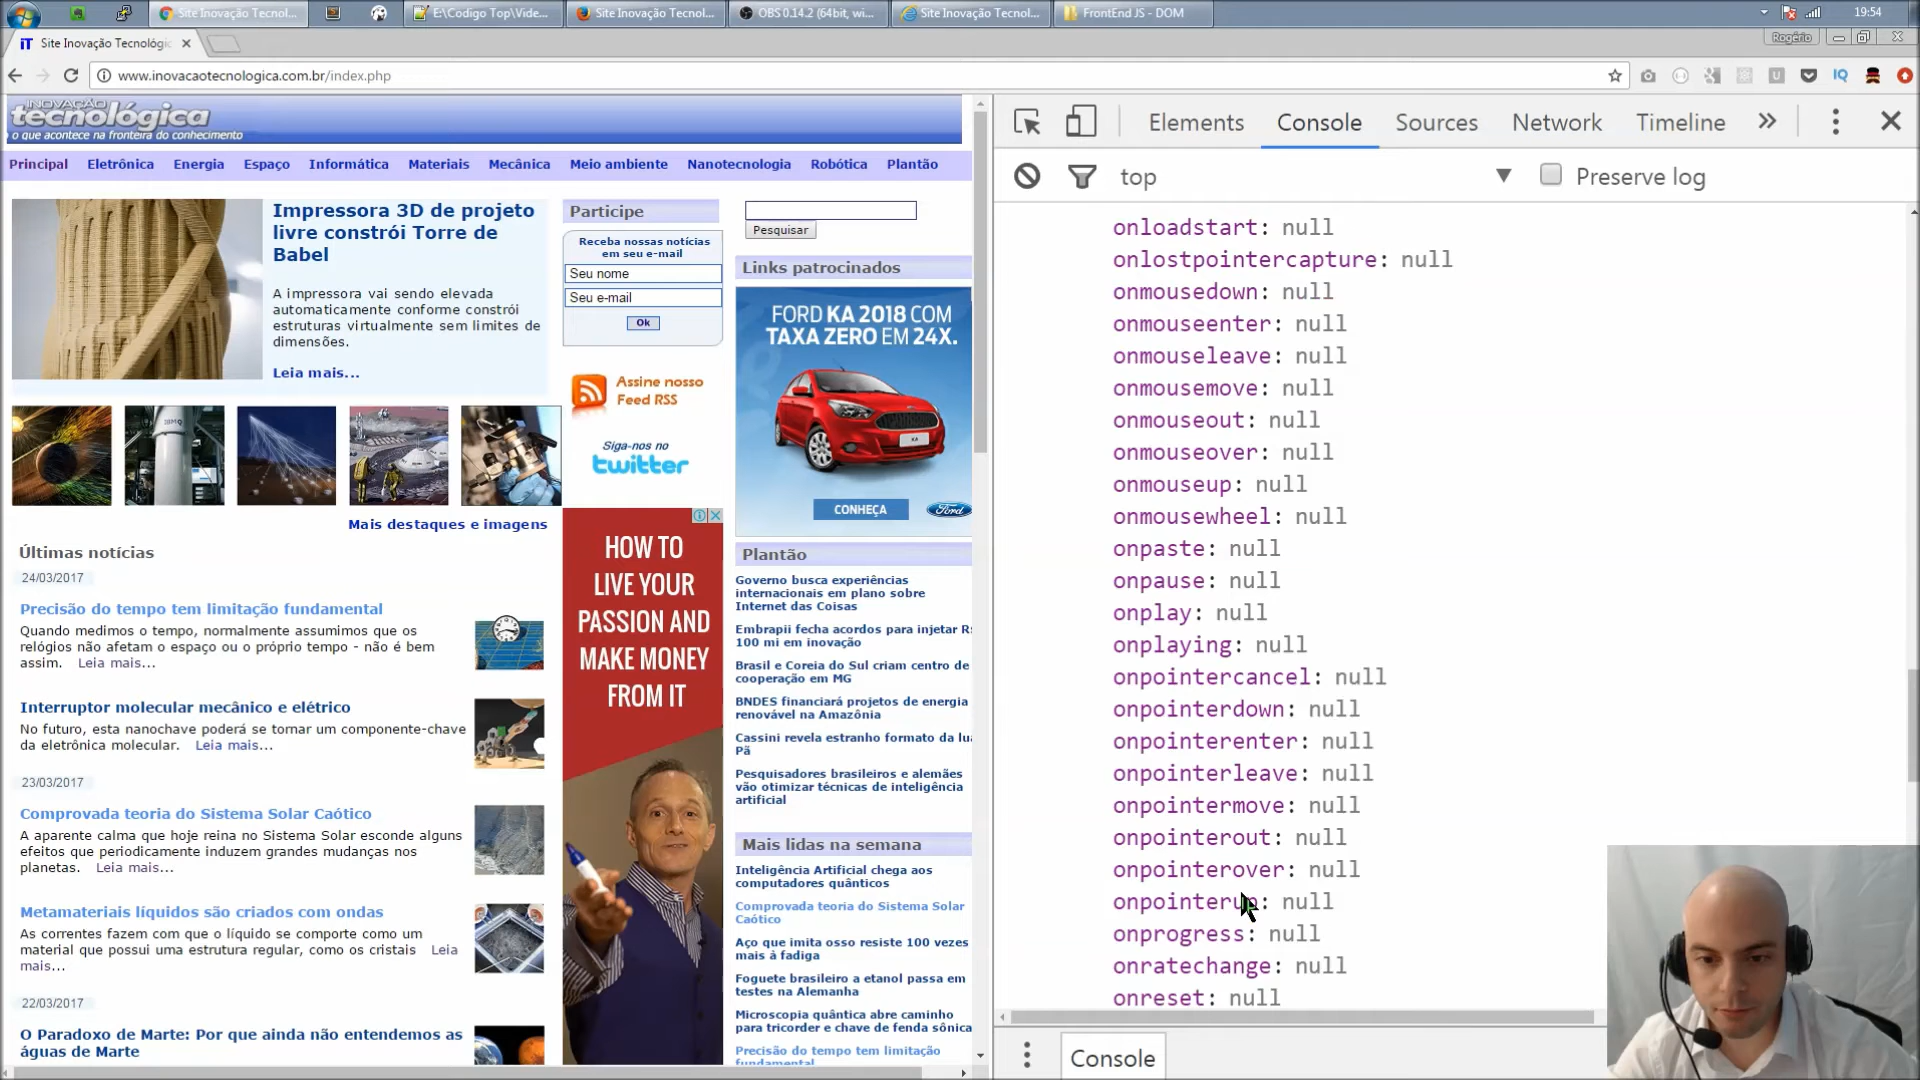 Site Inovação Tecnol...
E:\Codigo Top\Vide...
Site Inovação Tecnol...
OBS 0.14.2 (64bit, wi...
Site Inovação Tecnol...
FrontEnd JS - DOM
19:54
Site Inovação Tecnológic
Rogério
www.inovacaotecnologica.com.br/index.php
INOVAÇÃO
tecnológica
o que acontece na fronteira do conhecimento
Principal Eletrônica Energia Espaço Informática Materiais Mecânica Meio ambiente Nanotecnologia Robótica Plantão
Impressora 3D de projeto
livre constrói Torre de
Babel
A impressora vai sendo elevada
automaticamente conforme constrói
estruturas virtualmente sem limites de
dimensões.
Leia mais...
Mais destaques e imagens
Últimas notícias
24/03/2017
Precisão do tempo tem limitação fundamental
Quando medimos o tempo, normalmente assumimos que os
relógios não afetam o espaço ou o próprio tempo - não é bem
assim. Leia mais...
Interruptor molecular mecânico e elétrico
No futuro, esta nanochave poderá se tornar um componente-chave
da eletrônica molecular. Leia mais...
23/03/2017
Comprovada teoria do Sistema Solar Caótico
A aparente calma que hoje reina no Sistema Solar esconde alguns
efeitos que periodicamente induzem grandes mudanças nos
planetas. Leia mais...
Metamateriais líquidos são criados com ondas
As correntes fazem com que o líquido se comporte como um
material que possui uma estrutura regular, como os cristais Leia
mais...
22/03/2017
O Paradoxo de Marte: Por que ainda não entendemos as
águas de Marte
Participe
Receba nossas notícias
em seu e-mail
Seu nome
Seu e-mail
Ok
Assine nosso
Feed RSS
Siga-nos no
twitter
HOW TO
LIVE YOUR
PASSION AND
MAKE MONEY
FROM IT
Pesquisar
Links patrocinados
FORD KA 2018 COM
TAXA ZERO EM 24X.
CONHEÇA
Ford
Plantão
Governo busca experiências
internacionais em plano sobre
Internet das Coisas
Embrapii fecha acordos para injetar R
100 mi em inovação
Brasil e Coreia do Sul criam centro de
cooperação em MG
BNDES financiará projetos de energia
renovável na Amazônia
Cassini revela estranho formato da lu
Pã
Pesquisadores brasileiros e alemães
vão otimizar técnicas de inteligência
artificial
Mais lidas na semana
Inteligência Artificial chega aos
computadores quânticos
Comprovada teoria do Sistema Solar
Caótico
Aço que imita osso resiste 100 vezes
mais à fadiga
Foguete brasileiro a etanol passa em
testes na Alemanha
Microscopia quântica abre caminho
para tricorder e chave de fenda sônica
Precisão do tempo tem limitação
fundamental
Elements Console Sources Network Timeline
top
Preserve log
onloadstart: null
onlostpointercapture: null
onmousedown: null
onmouseenter: null
onmouseleave: null
onmousemove: null
onmouseout: null
onmouseover: null
onmouseup: null
onmousewheel: null
onpaste: null
onpause: null
onplay: null
onplaying: null
onpointercancel: null
onpointerdown: null
onpointerenter: null
onpointerleave: null
onpointermove: null
onpointerout: null
onpointerover: null
onpointerup: null
onprogress: null
onratechange: null
onreset: null
Console